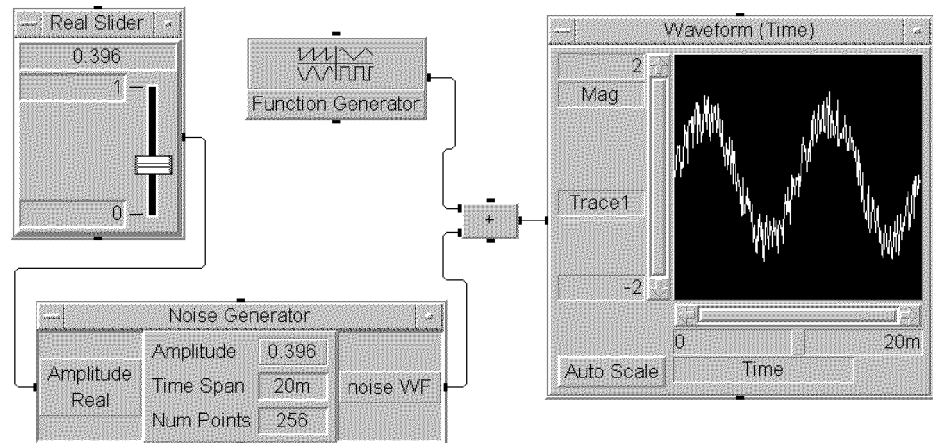 Real Slider
0.396
1
0
Function Generator
+
Noise Generator
Amplitude
Real
Amplitude 0.396
Time Span 20m
Num Points 256
noise WF
Waveform (Time)
2
Mag
Trace1
-2
0 20m
Auto Scale
Time